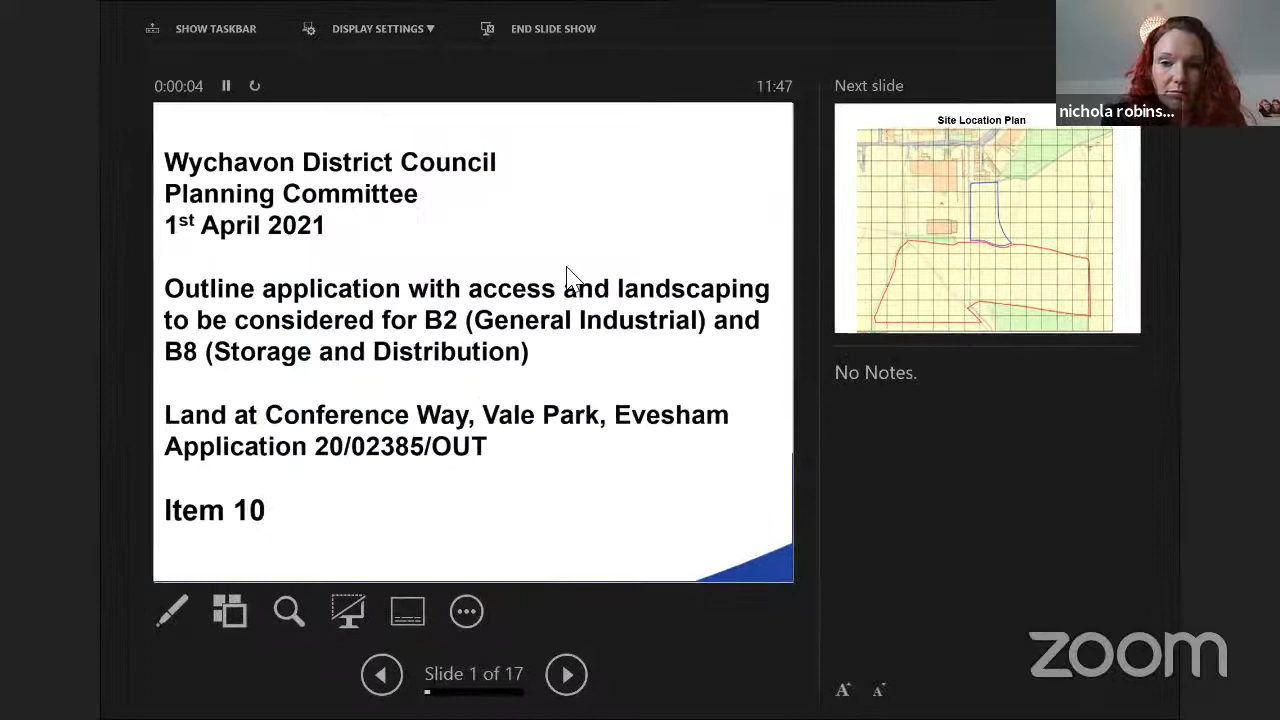 SHOW TASKBAR
DISPLAY SETTINGS ▼
END SLIDE SHOW
0:00:04
11:47
Wychavon District Council
Planning Committee
1st April 2021
Outline application with access and landscaping
to be considered for B2 (General Industrial) and
B8 (Storage and Distribution)
Land at Conference Way, Vale Park, Evesham
Application 20/02385/OUT
Item 10
Slide 1 of 17
Next slide
Site Location Plan
No Notes.
A A
nichola robins...
zoom